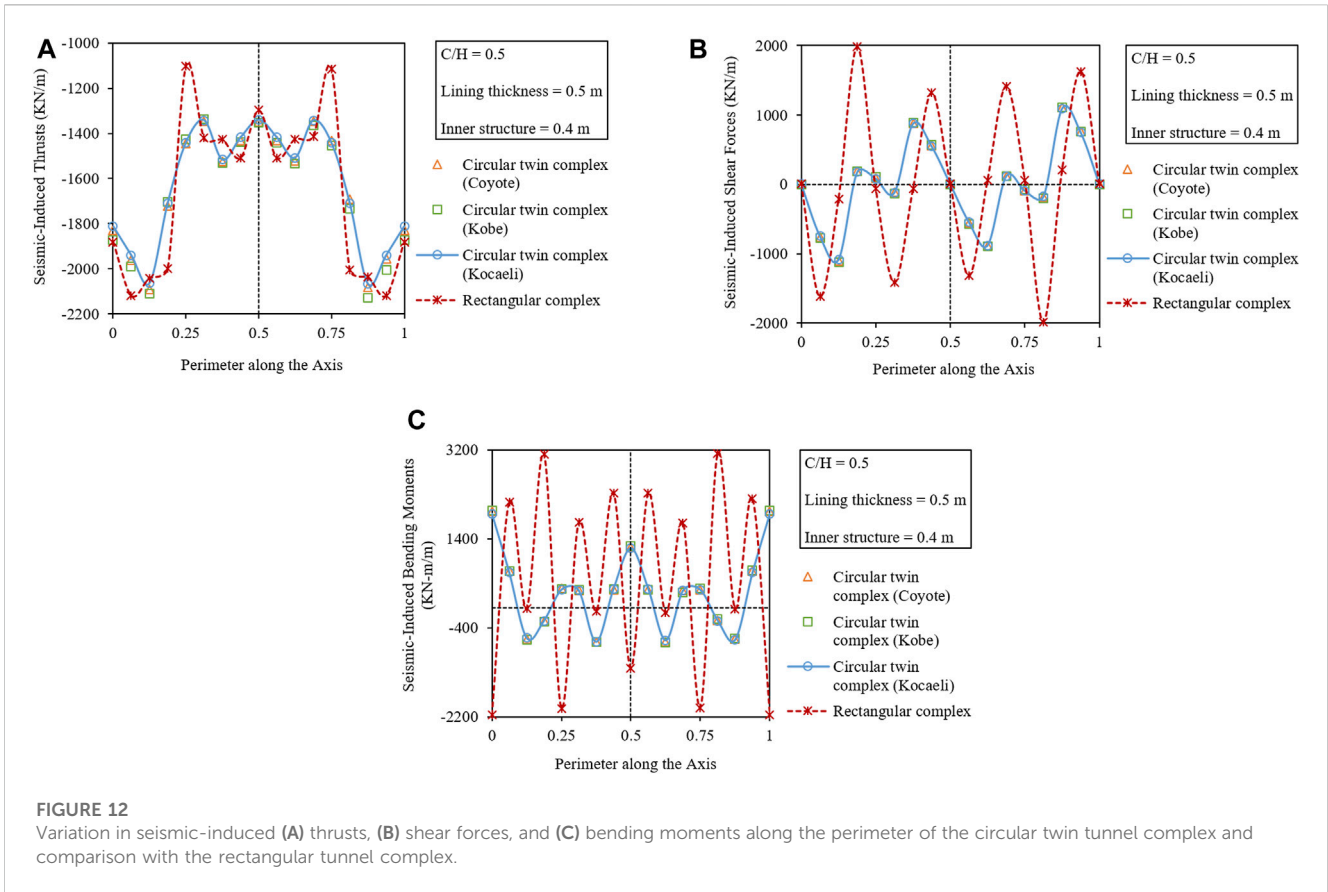 A
-1000
-1200
-1400
-1600
-1800
-2000
-2200
Seismic-Induced Thrusts (KN/m)
0
0.25
0.5
0.75
1
Perimeter along the Axis
C/H = 0.5
Lining thickness = 0.5 m
Inner structure = 0.4 m
Circular twin complex
(Coyote)
Circular twin complex
(Kobe)
Circular twin complex
(Kocaeli)
Rectangular complex
B
2000
1000
0
-1000
-2000
Seismic-Induced Shear Forces (KN/m)
0
0.25
0.5
0.75
1
Perimeter along the Axis
C/H = 0.5
Lining thickness = 0.5 m
Inner structure = 0.4 m
Circular twin complex
(Coyote)
Circular twin complex
(Kobe)
Circular twin complex
(Kocaeli)
Rectangular complex
C
3200
1400
-400
-2200
Seismic-Induced Bending Moments
(KN-m/m)
0
0.25
0.5
0.75
1
Perimeter along the Axis
C/H = 0.5
Lining thickness = 0.5 m
Inner structure = 0.4 m
Circular twin
complex (Coyote)
Circular twin
complex (Kobe)
Circular twin
complex (Kocaeli)
Rectangular complex
FIGURE 12
Variation in seismic-induced (A) thrusts, (B) shear forces, and (C) bending moments along the perimeter of the circular twin tunnel complex and
comparison with the rectangular tunnel complex.